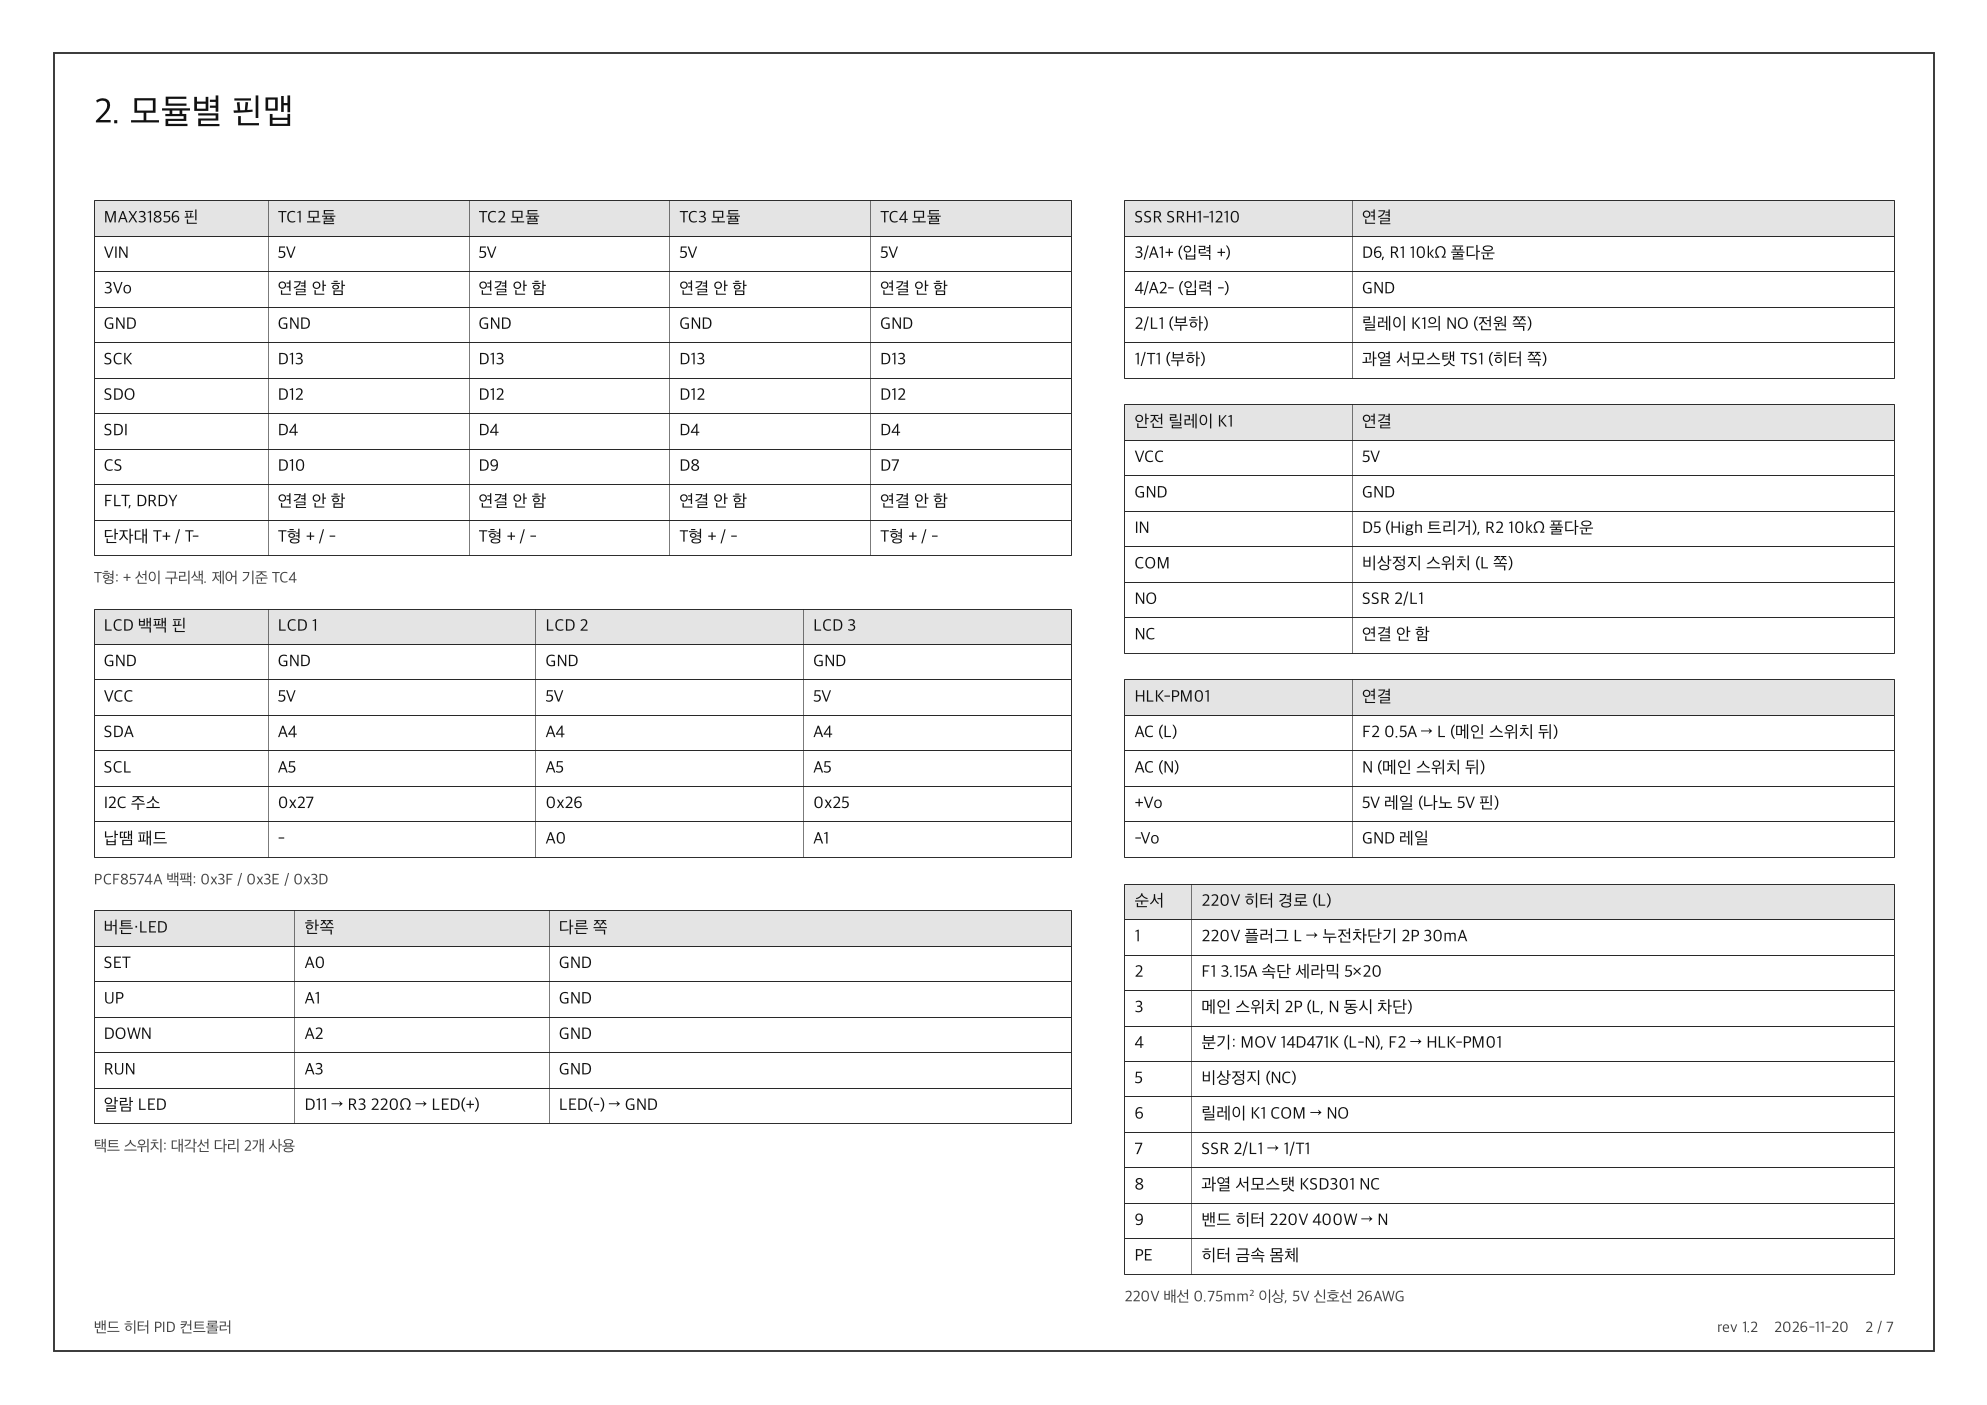 2. 모듈별 핀맵
MAX31856 핀 TC1 모듈 TC2 모듈 TC3 모듈 TC4 모듈
VIN 5V 5V 5V 5V
3Vo 연결 안 함 연결 안 함 연결 안 함 연결 안 함
GND GND GND GND GND
SCK D13 D13 D13 D13
SDO D12 D12 D12 D12
SDI D4 D4 D4 D4
CS D10 D9 D8 D7
FLT, DRDY 연결 안 함 연결 안 함 연결 안 함 연결 안 함
단자대 T+ / T- T형 + / - T형 + / - T형 + / - T형 + / -
T형: + 선이 구리색. 제어 기준 TC4
LCD 백팩 핀 LCD 1 LCD 2 LCD 3
GND GND GND GND
VCC 5V 5V 5V
SDA A4 A4 A4
SCL A5 A5 A5
I2C 주소 0x27 0x26 0x25
납땜 패드 - A0 A1
PCF8574A 백팩: 0x3F / 0x3E / 0x3D
버튼·LED 한쪽 다른 쪽
SET A0 GND
UP A1 GND
DOWN A2 GND
RUN A3 GND
알람 LED D11 → R3 220Ω → LED(+) LED(-) → GND
택트 스위치: 대각선 다리 2개 사용
SSR SRH1-1210 연결
3/A1+ (입력 +) D6, R1 10kΩ 풀다운
4/A2- (입력 -) GND
2/L1 (부하) 릴레이 K1의 NO (전원 쪽)
1/T1 (부하) 과열 서모스탯 TS1 (히터 쪽)
안전 릴레이 K1 연결
VCC 5V
GND GND
IN D5 (High 트리거), R2 10kΩ 풀다운
COM 비상정지 스위치 (L 쪽)
NO SSR 2/L1
NC 연결 안 함
HLK-PM01 연결
AC (L) F2 0.5A → L (메인 스위치 뒤)
AC (N) N (메인 스위치 뒤)
+Vo 5V 레일 (나노 5V 핀)
-Vo GND 레일
순서 220V 히터 경로 (L)
1 220V 플러그 L → 누전차단기 2P 30mA
2 F1 3.15A 속단 세라믹 5×20
3 메인 스위치 2P (L, N 동시 차단)
4 분기: MOV 14D471K (L-N), F2 → HLK-PM01
5 비상정지 (NC)
6 릴레이 K1 COM → NO
7 SSR 2/L1 → 1/T1
8 과열 서모스탯 KSD301 NC
9 밴드 히터 220V 400W → N
PE 히터 금속 몸체
220V 배선 0.75mm² 이상, 5V 신호선 26AWG
밴드 히터 PID 컨트롤러
rev 1.2 2026-11-20 2 / 7